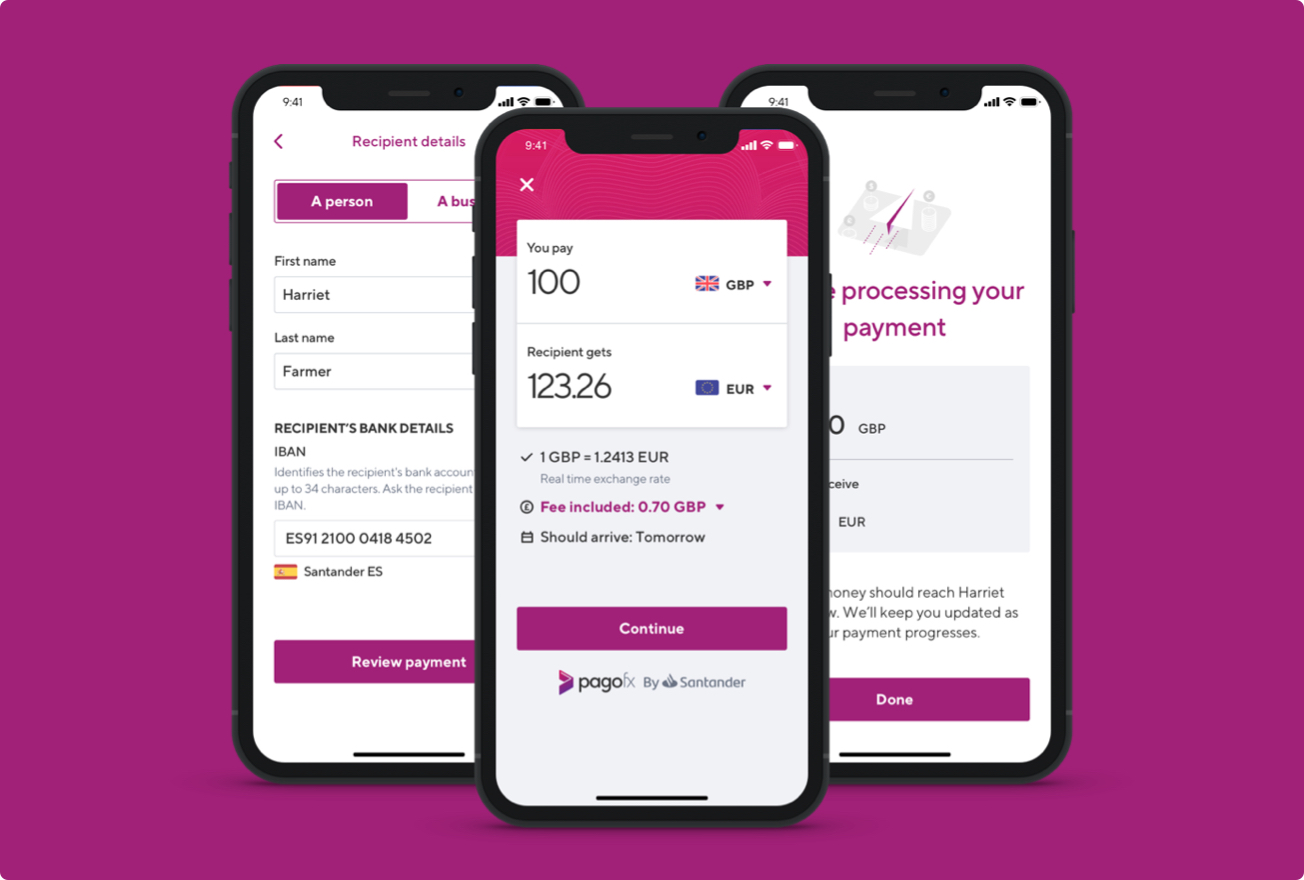 9:41
Recipient details
A person
A bus
First name
Harriet
Last name
Farmer
RECIPIENT'S BANK DETAILS
IBAN
Identifies the recipient's bank accoun
up to 34 characters. Ask the recipient
IBAN.
ES91 2100 0418 4502
Santander ES
Review payment
9:41
You pay
100
GBP
Recipient gets
123.26
EUR
1 GBP = 1.2413 EUR
Real time exchange rate
Fee included: 0.70 GBP
Should arrive: Tomorrow
Continue
pagofx By Santander
9:41
processing your
payment
0 GBP
ceive
EUR
oney should reach Harriet
w. We'll keep you updated as
ur payment progresses.
Done